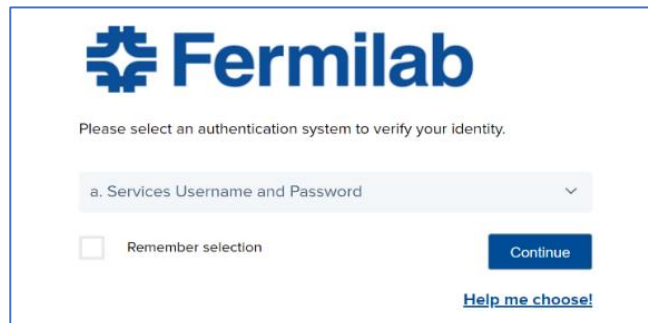 Fermilab
Please select an authentication system to verify your identity.
a. Services Username and Password
Remember selection
Continue
Help me choose!